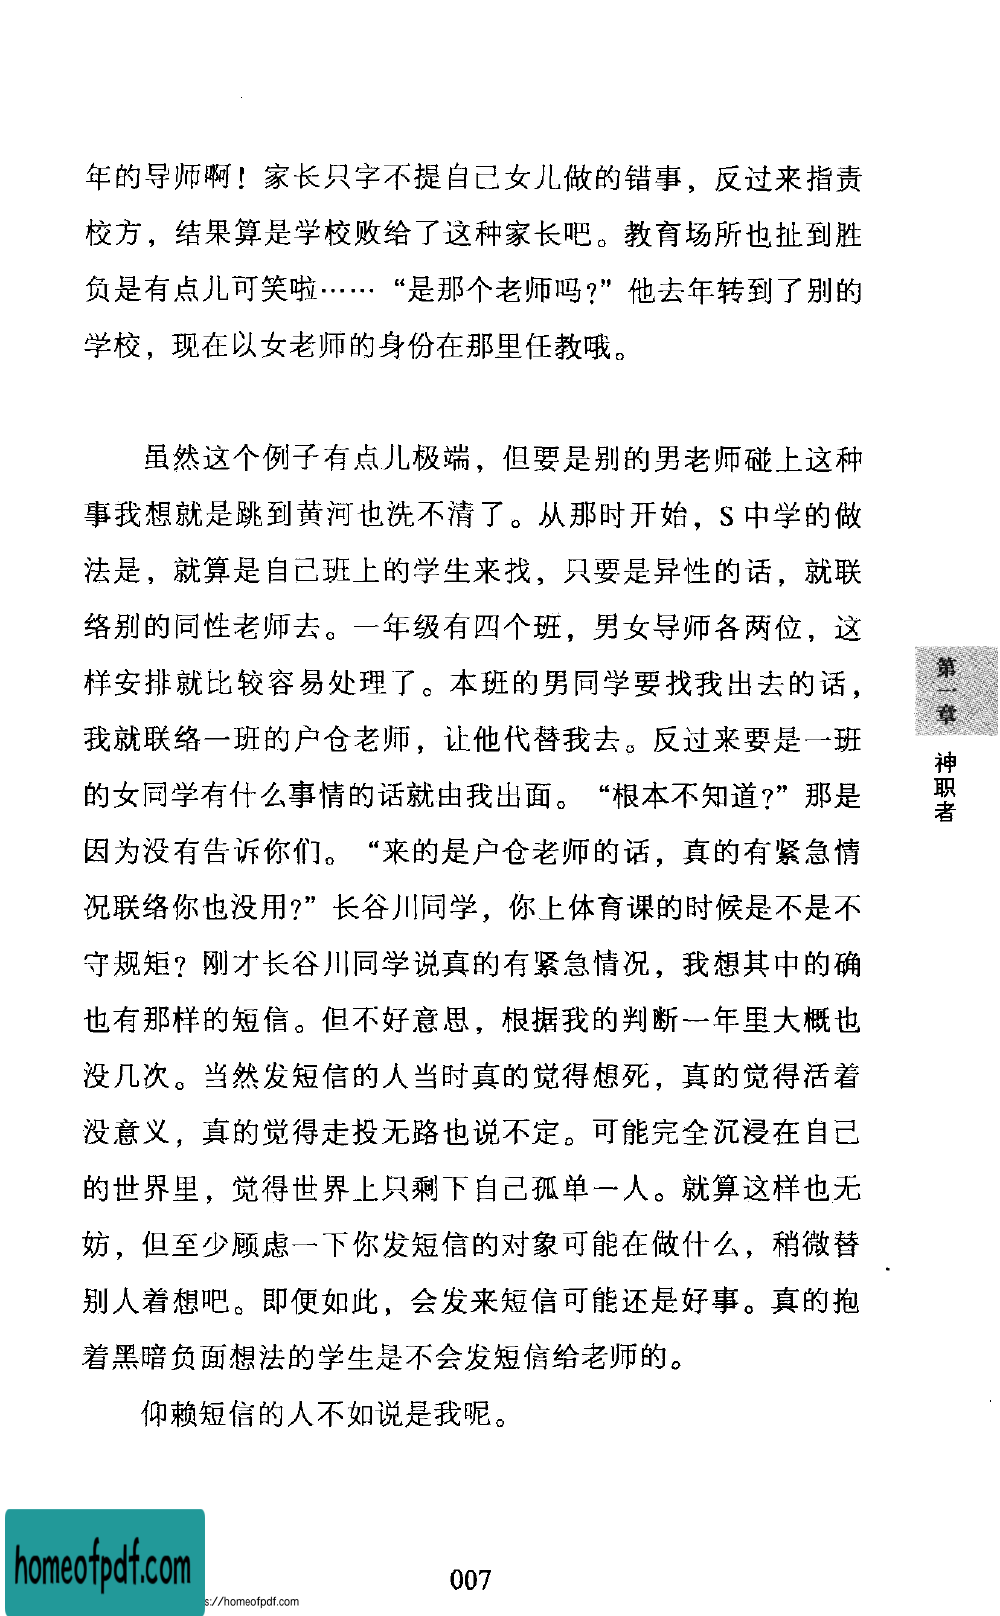 年的导师啊！家长只字不提自己女儿做的错事，反过来指责
校方，结果算是学校败给了这种家长吧。教育场所也扯到胜
负是有点儿可笑啦……“是那个老师吗?”他去年转到了别的
学校，现在以女老师的身份在那里任教哦。
虽然这个例子有点儿极端，但要是别的男老师碰上这种
事我想就是跳到黄河也洗不清了。从那时开始，S中学的做
法是，就算是自己班上的学生来找，只要是异性的话，就联
络别的同性老师去。一年级有四个班，男女导师各两位，这
样安排就比较容易处理了。本班的男同学要找我出去的话，
我就联络一班的户仓老师，让他代替我去。反过来要是一班
的女同学有什么事情的话就由我出面。“根本不知道?”那是
因为没有告诉你们。“来的是户仓老师的话，真的有紧急情
况联络你也没用?”长谷川同学，你上体育课的时候是不是不
守规矩？刚才长谷川同学说真的有紧急情况，我想其中的确
也有那样的短信。但不好意思，根据我的判断一年里大概也
没几次。当然发短信的人当时真的觉得想死，真的觉得活着
没意义，真的觉得走投无路也说不定。可能完全沉浸在自己
的世界里，觉得世界上只剩下自己孤单一人。就算这样也无
妨，但至少顾虑一下你发短信的对象可能在做什么，稍微替
别人着想吧。即便如此，会发来短信可能还是好事。真的抱
着黑暗负面想法的学生是不会发短信给老师的。
仰赖短信的人不如说是我呢。
第一章
神职者
homeofpdf.com
s://homeofpdf.com
007